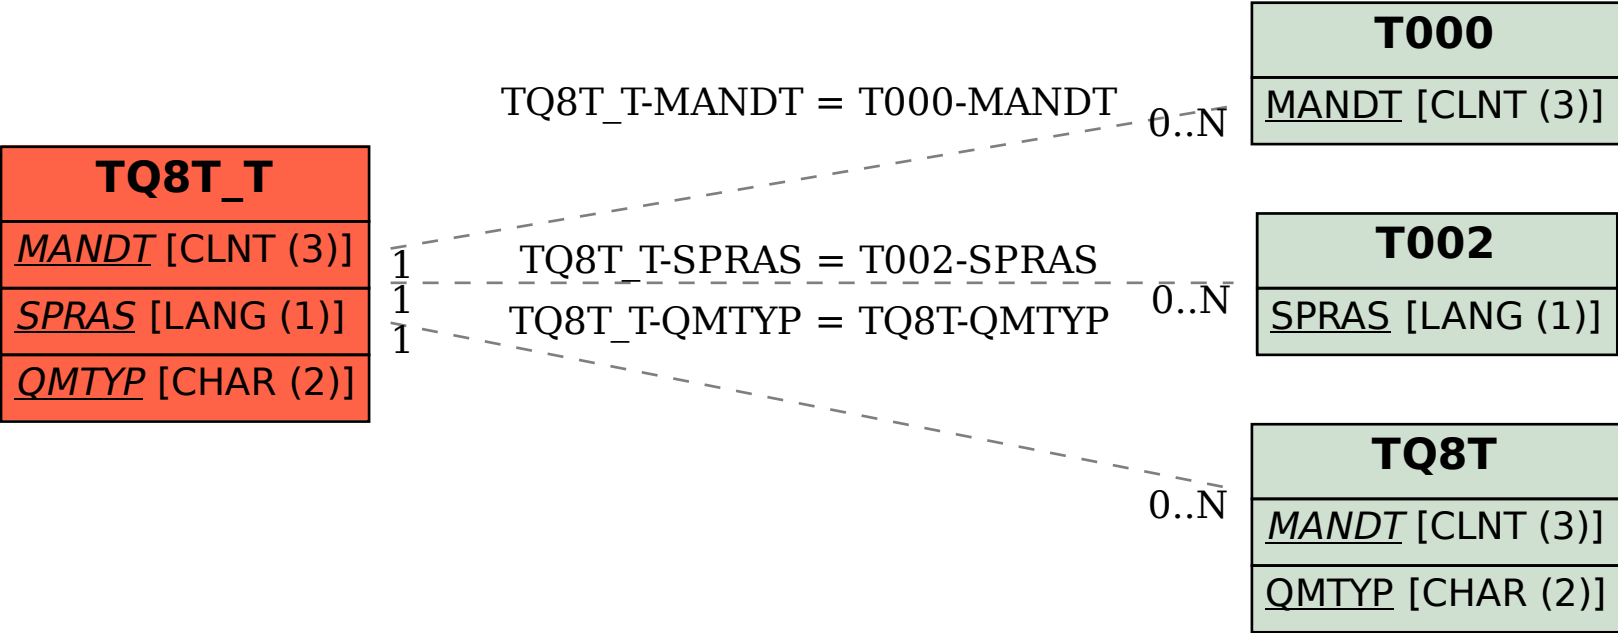 TQ8T_T
MANDT [CLNT (3)]
SPRAS [LANG (1)]
QMTYP [CHAR (2)]
TQ8T_T-MANDT = T000-MANDT
1
0..N
TQ8T_T-SPRAS = T002-SPRAS
1
0..N
TQ8T_T-QMTYP = TQ8T-QMTYP
1
0..N
T000
MANDT [CLNT (3)]
T002
SPRAS [LANG (1)]
TQ8T
MANDT [CLNT (3)]
QMTYP [CHAR (2)]